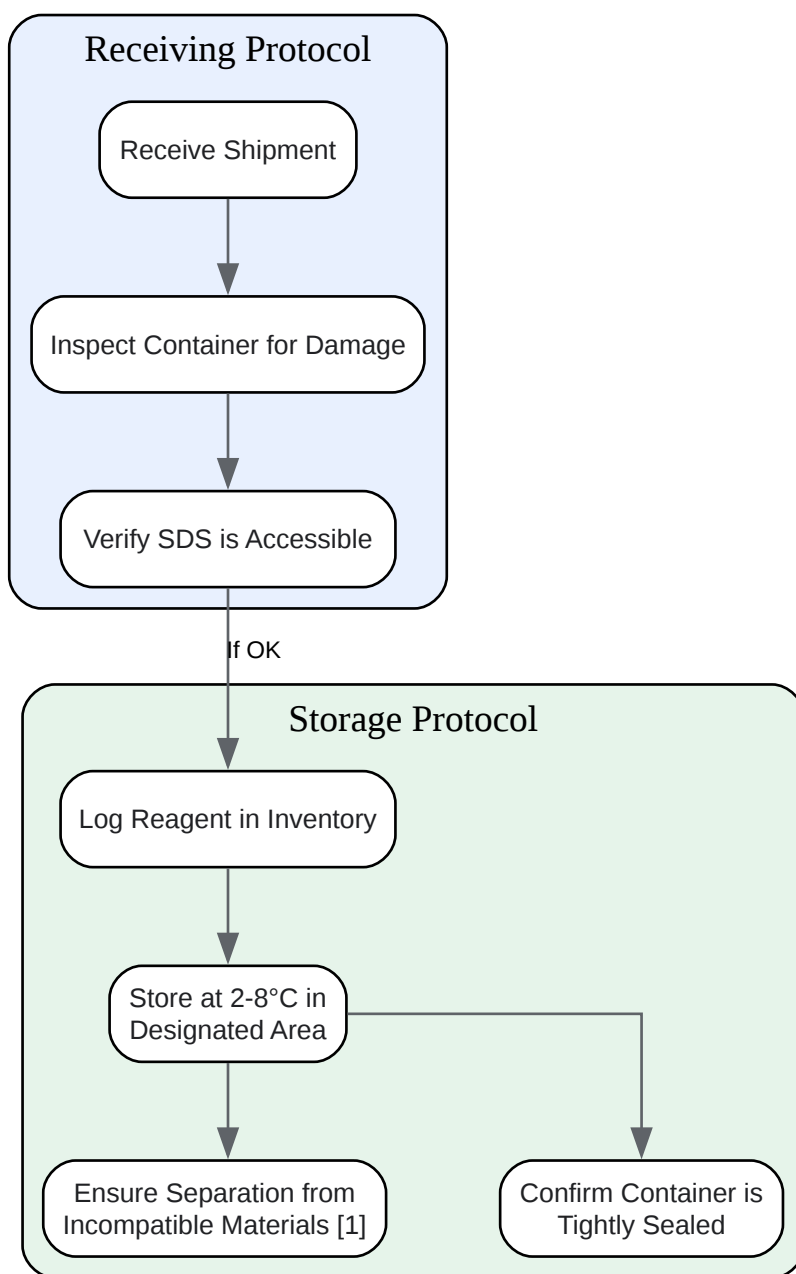 Receiving Protocol
Receive Shipment
Inspect Container for Damage
Verify SDS is Accessible
If OK
Storage Protocol
Log Reagent in Inventory
Store at 2-8°C in
Designated Area
Ensure Separation from
Incompatible Materials [1]
Confirm Container is
Tightly Sealed